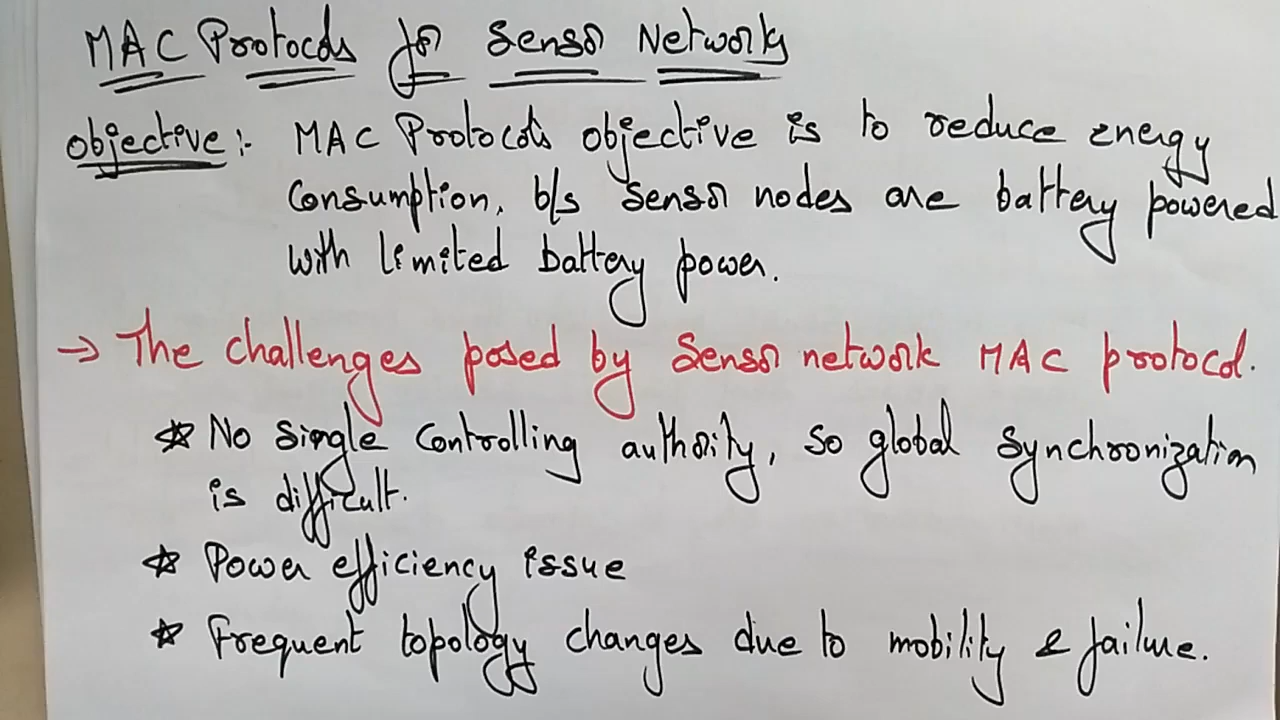 MAC Protocols for Sensor Network
objective:- MAC Protocols objective is to reduce energy
Consumption, b/s Sensor nodes are battery powered
with limited battery power.
→ The challenges posed by Sensor network MAC protocol.
☆ No Single Controlling authority, so global Synchronization
is difficult.
☆ Power efficiency issue
☆ Frequent topology changes due to mobility & failure.